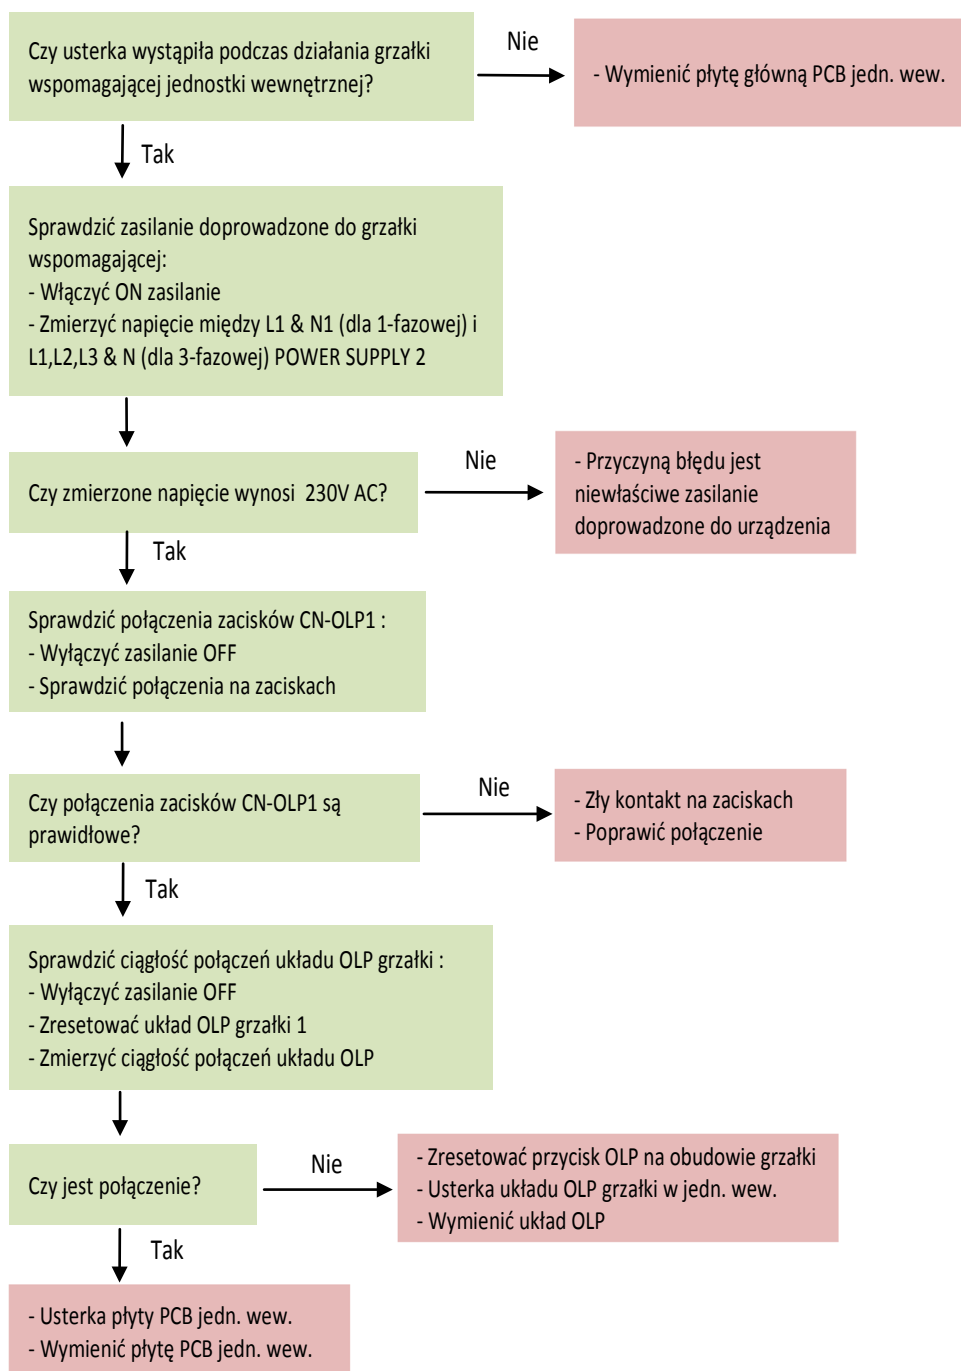 Czy usterka wystąpiła podczas działania grzałki
wspomagającej jednostki wewnętrznej?
Nie
- Wymienić płytę główną PCB jedn. wew.
Tak
Sprawdzić zasilanie doprowadzone do grzałki
wspomagającej:
- Włączyć ON zasilanie
- Zmierzyć napięcie między L1 & N1 (dla 1-fazowej) i
L1,L2,L3 & N (dla 3-fazowej) POWER SUPPLY 2
Czy zmierzone napięcie wynosi 230V AC?
Nie
- Przyczyną błędu jest
niewłaściwe zasilanie
doprowadzone do urządzenia
Tak
Sprawdzić połączenia zacisków CN-OLP1 :
- Wyłączyć zasilanie OFF
- Sprawdzić połączenia na zaciskach
Czy połączenia zacisków CN-OLP1 są
prawidłowe?
Nie
- Zły kontakt na zaciskach
- Poprawić połączenie
Tak
Sprawdzić ciągłość połączeń układu OLP grzałki :
- Wyłączyć zasilanie OFF
- Zresetować układ OLP grzałki 1
- Zmierzyć ciągłość połączeń układu OLP
Czy jest połączenie?
Nie
- Zresetować przycisk OLP na obudowie grzałki
- Usterka układu OLP grzałki w jedn. wew.
- Wymienić układ OLP
Tak
- Usterka płyty PCB jedn. wew.
- Wymienić płytę PCB jedn. wew.